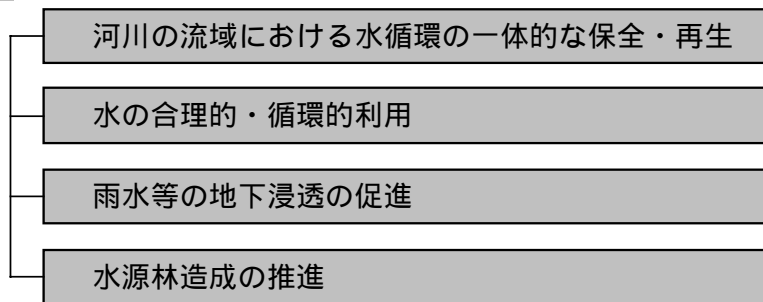 河川の流域における水循環の一体的な保全・再生
水の合理的・循環的利用
雨水等の地下浸透の促進
水源林造成の推進